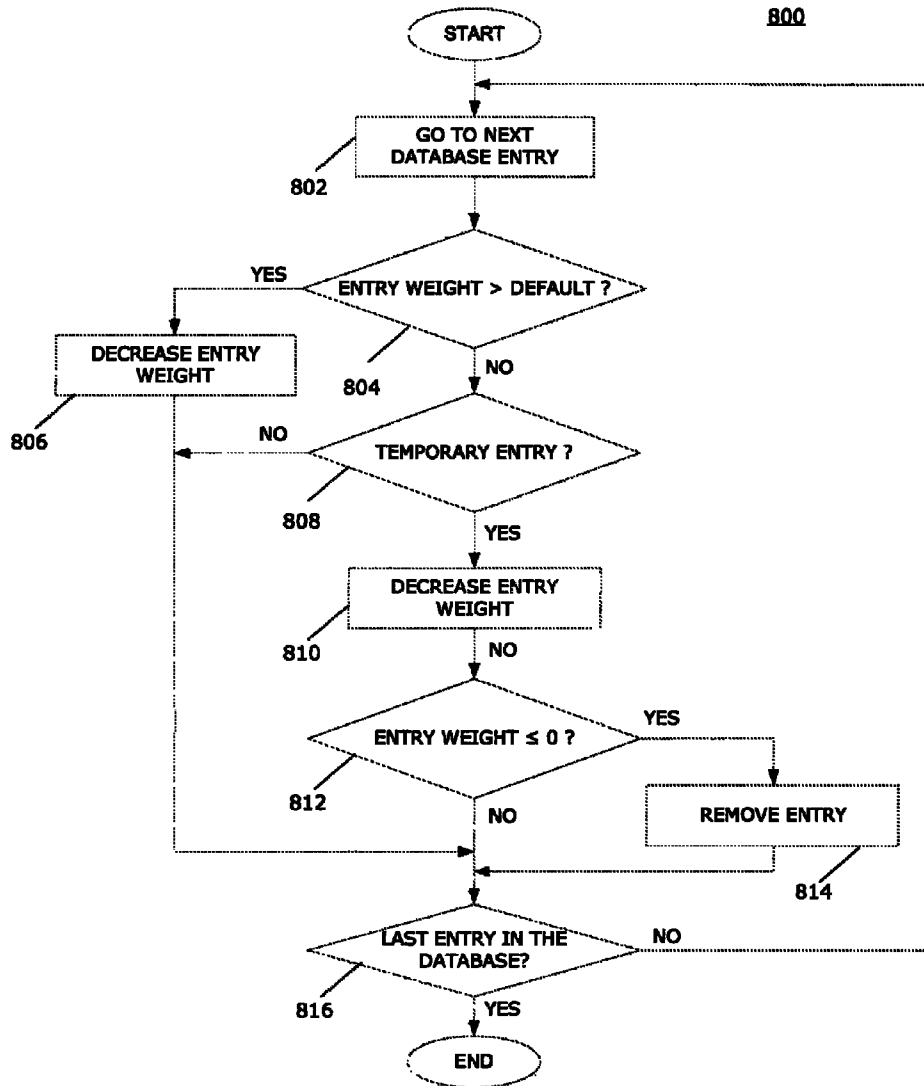 800
START
GO TO NEXT
DATABASE ENTRY
802
YES
ENTRY WEIGHT > DEFAULT ?
804
DECREASE ENTRY
WEIGHT
806
NO
NO
TEMPORARY ENTRY ?
808
YES
DECREASE ENTRY
WEIGHT
810
NO
ENTRY WEIGHT ≤ 0 ?
YES
812
NO
REMOVE ENTRY
814
LAST ENTRY IN THE
DATABASE?
NO
816
YES
END